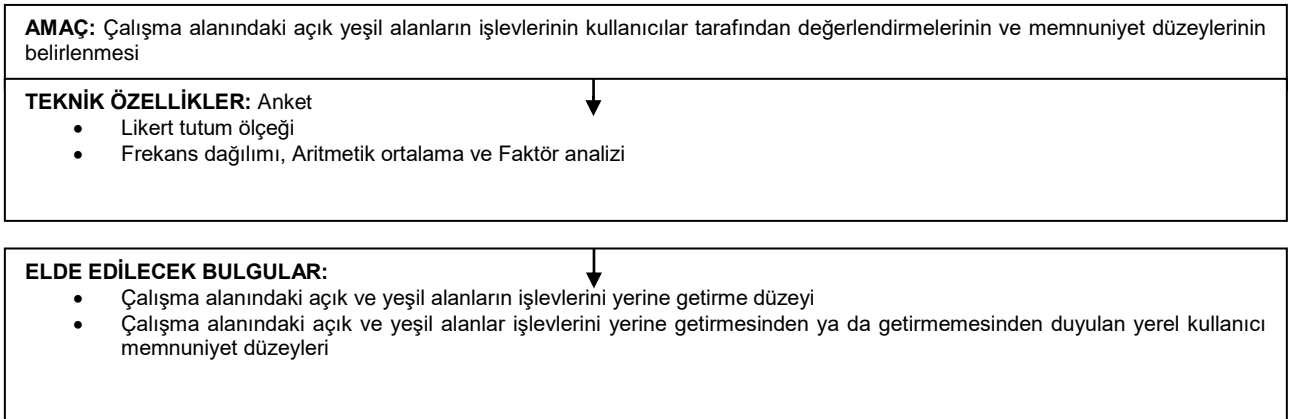 AMAÇ: Çalışma alanındaki açık yeşil alanların işlevlerinin kullanıcılar tarafından değerlendirmelerinin ve memnuniyet düzeylerinin
belirlenmesi
TEKNİK ÖZELLİKLER: Anket
• Likert tutum ölçeği
• Frekans dağılımı, Aritmetik ortalama ve Faktör analizi
ELDE EDİLECEK BULGULAR:
• Çalışma alanındaki açık ve yeşil alanların işlevlerini yerine getirme düzeyi
• Çalışma alanındaki açık ve yeşil alanlar işlevlerini yerine getirmesinden ya da getirmemesinden duyulan yerel kullanıcı
memnuniyet düzeyleri